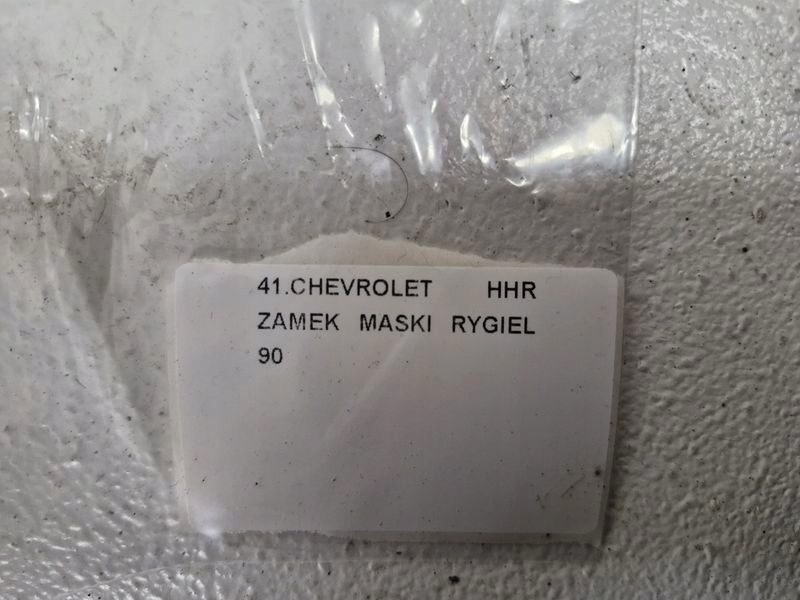 41.CHEVROLET HHR
ZAMEK MASKI RYGIEL
90